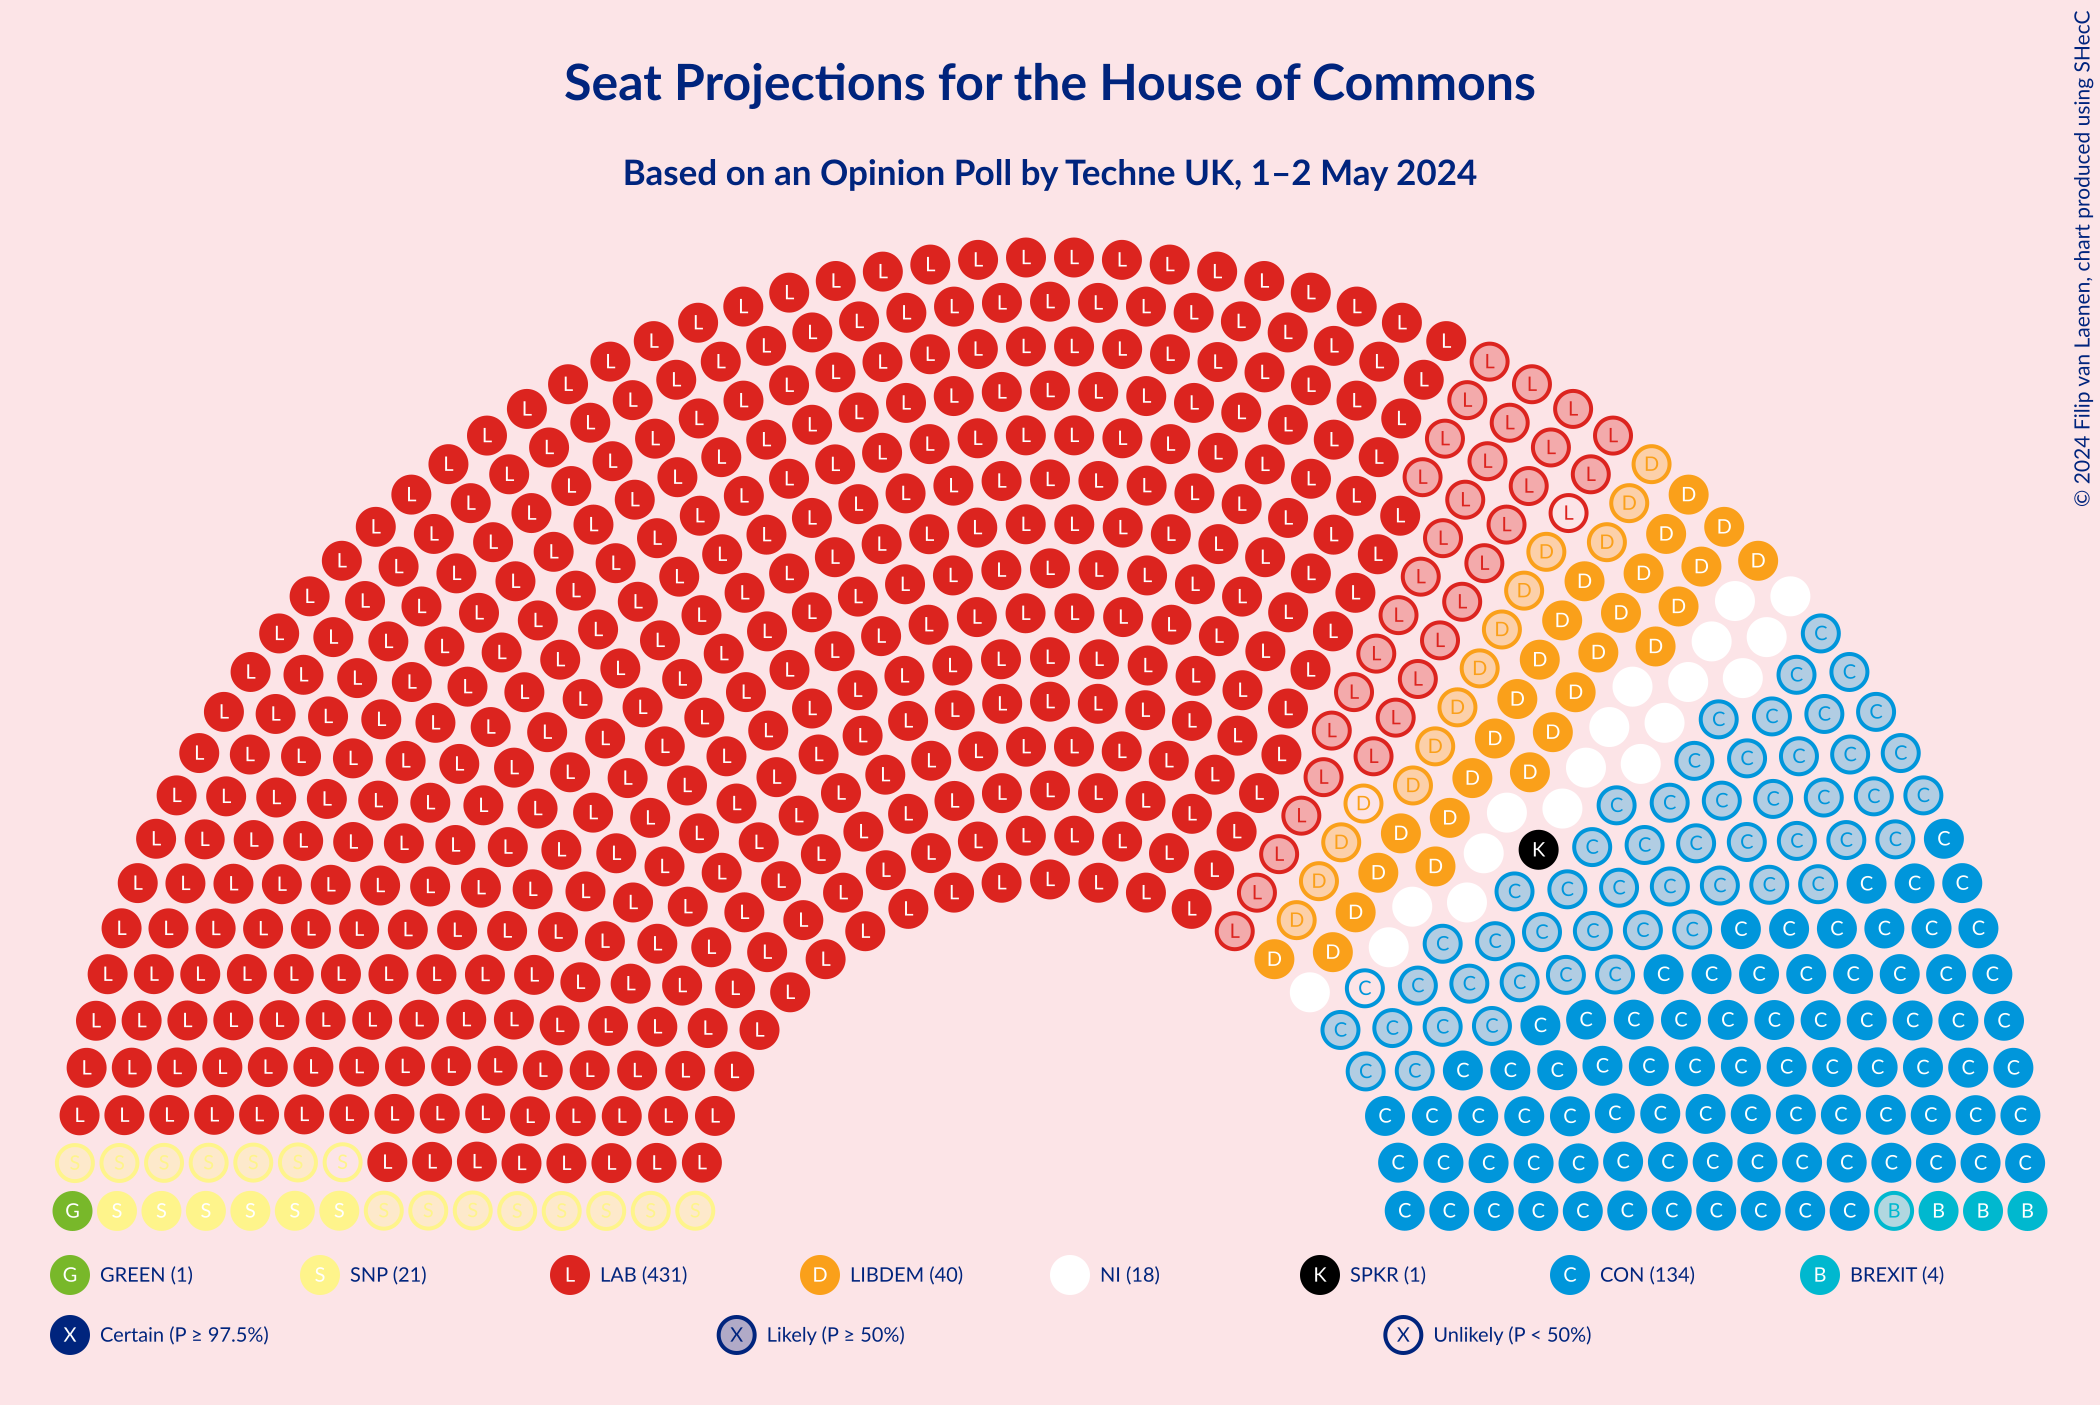 Seat Projections for the House of Commons
Based on an Opinion Poll by Techne UK, 1–2 May 2024
© 2024 Filip van Laenen, chart produced using SHecC
G GREEN (1)
S SNP (21)
L LAB (431)
D LIBDEM (40)
NI (18)
K SPKR (1)
C CON (134)
B BREXIT (4)
X Certain (P ≥ 97.5%)
X Likely (P ≥ 50%)
X Unlikely (P < 50%)